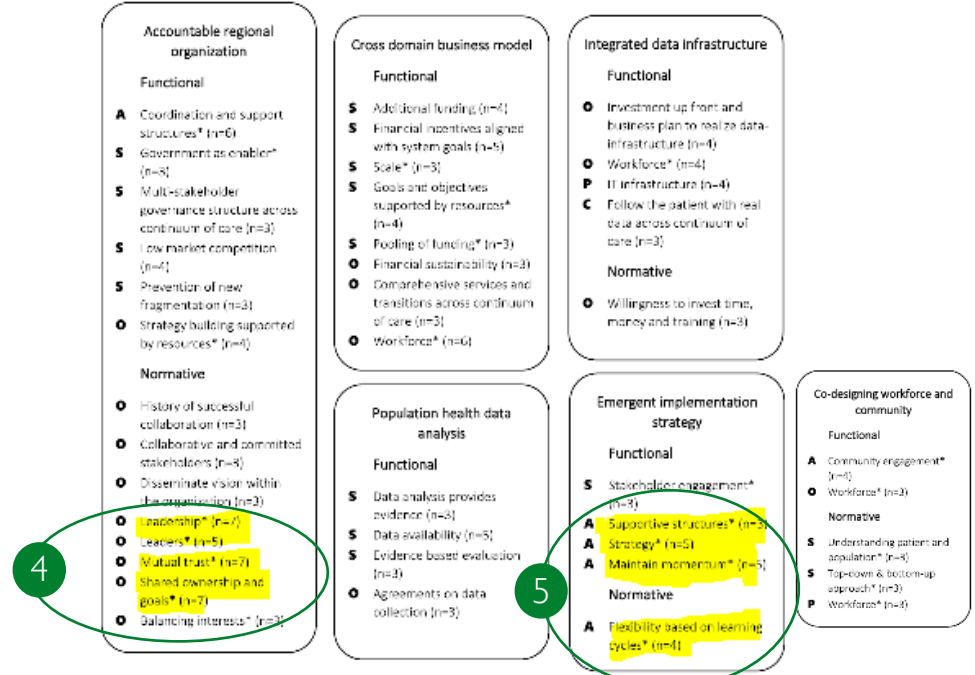 Accountable regional
organization
Functional
A Coordination and support
structures* (n=6)
S Government as enabler*
(n=3)
S Multi-stakeholder
governance structure across
continuum of care (n=3)
S Low market competition
(n=4)
S Prevention of new
fragmentation (n=3)
O Strategy building supported
by resources* (n=4)
Normative
O History of successful
collaboration (n=3)
O Collaborative and committed
stakeholders (n=3)
O Disseminate vision within
the organisation (n=3)
O Leadership* (n=7)
O Leaders* (n=5)
O Mutual trust* (n=7)
O Shared ownership and
goals* (n=7)
O Balancing interests* (n=3)
4
Cross domain business model
Functional
S Additional funding (n=4)
S Financial incentives aligned
with system goals (n=5)
S Scale* (n=3)
S Goals and objectives
supported by resources*
(n=4)
S Pooling of funding* (n=3)
O Financial sustainability (n=3)
O Comprehensive services and
transitions across continuum
of care (n=3)
O Workforce* (n=6)
Integrated data infrastructure
Functional
O Investment up front and
business plan to realize data-
infrastructure (n=4)
O Workforce* (n=4)
P IT infrastructure (n=4)
C Follow the patient with real
data across continuum of
care (n=3)
Normative
O Willingness to invest time,
money and training (n=3)
Population health data
analysis
Functional
S Data analysis provides
evidence (n=3)
S Data availability (n=5)
S Evidence based evaluation
(n=3)
O Agreements on data
collection (n=3)
Emergent implementation
strategy
Functional
S Stakeholder engagement*
(n=3)
A Supportive structures* (n=3)
A Strategy* (n=5)
A Maintain momentum* (n=5)
Normative
A Flexibility based on learning
cycles* (n=4)
5
Co-designing workforce and
community
Functional
A Community engagement*
(n=4)
O Workforce* (n=3)
Normative
S Understanding patient and
population* (n=3)
S Top-down & bottom-up
approach* (n=3)
P Workforce* (n=3)